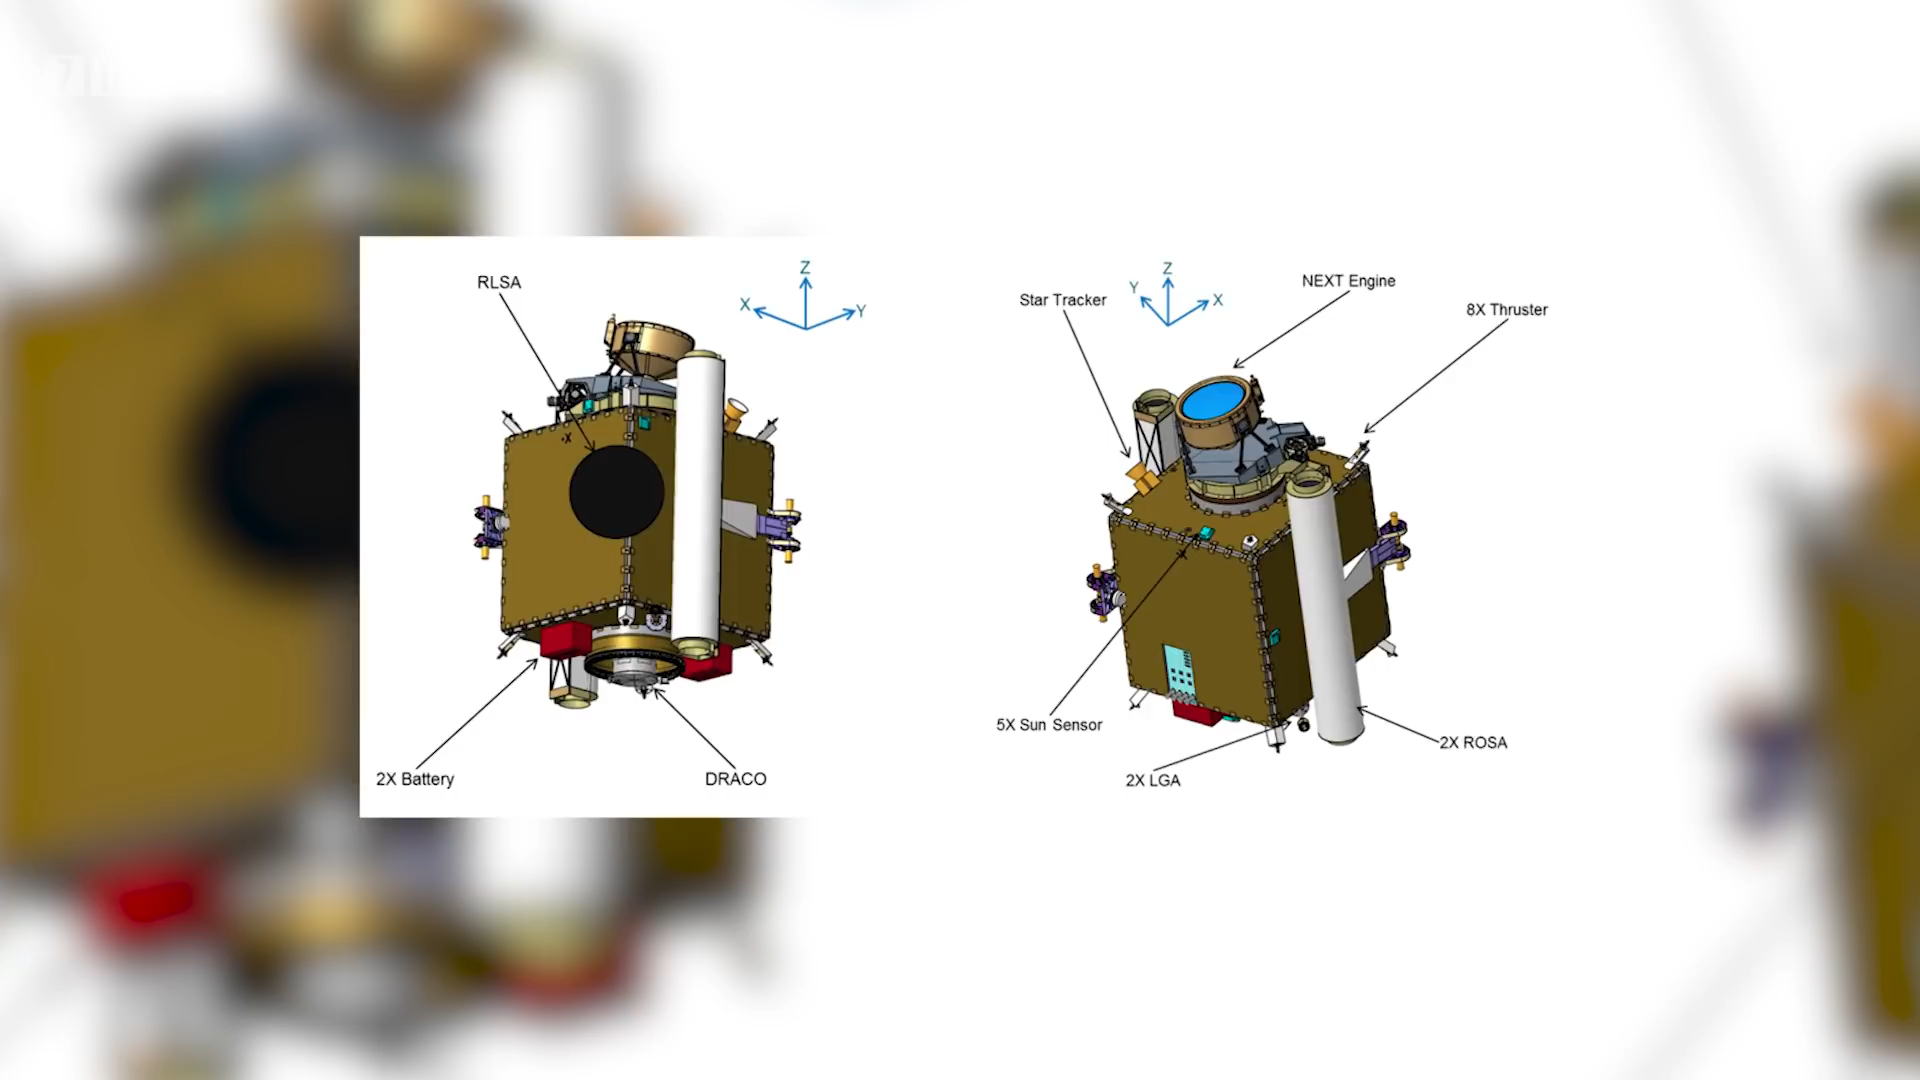 RLSA
Z
X
Y
2X Battery
DRACO
Z
Y
X
Star Tracker
NEXT Engine
8X Thruster
5X Sun Sensor
2X LGA
2X ROSA